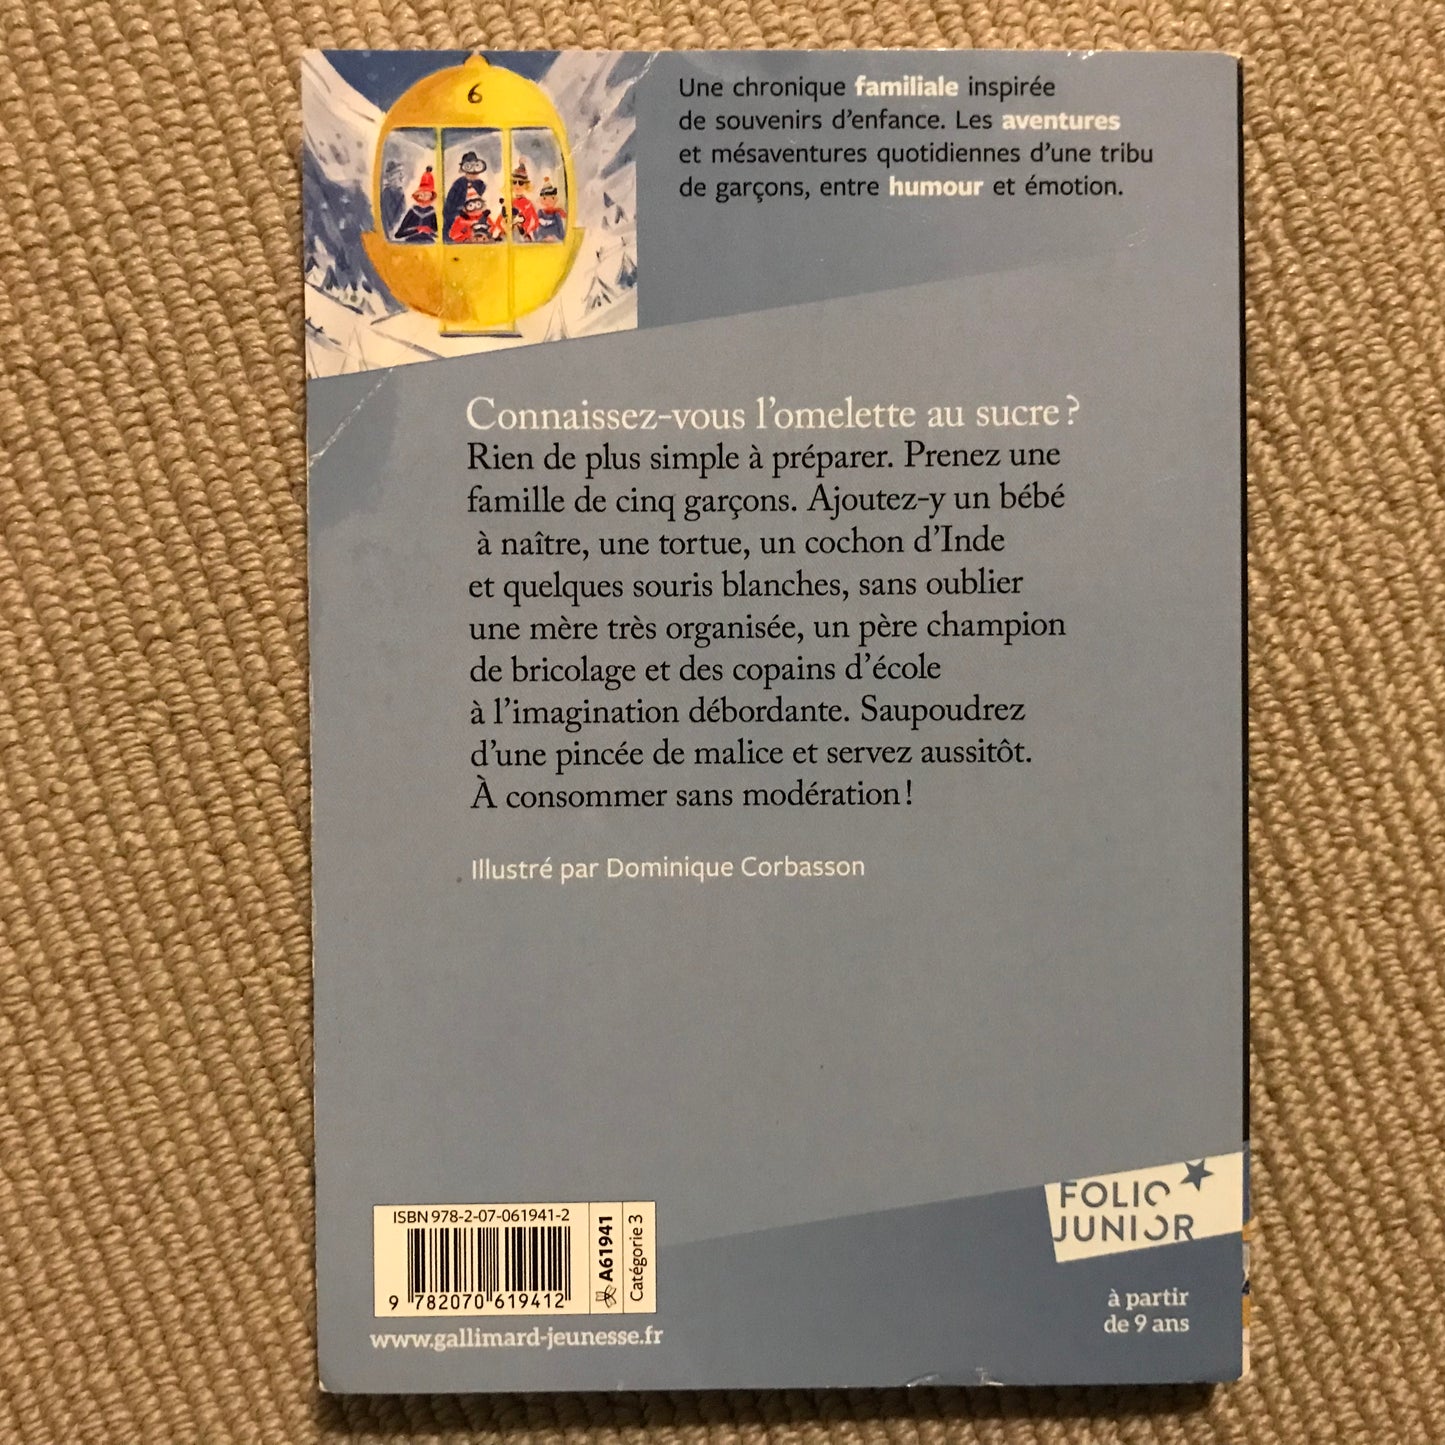 6
Une chronique familiale inspirée
de souvenirs d'enfance. Les aventures
et mésaventures quotidiennes d'une tribu
de garçons, entre humour et émotion.
Connaissez-vous l'omelette au sucre ?
Rien de plus simple à préparer. Prenez une
famille de cinq garçons. Ajoutez-y un bébé
à naître, une tortue, un cochon d'Inde
et quelques souris blanches, sans oublier
une mère très organisée, un père champion
de bricolage et des copains d'école
à l'imagination débordante. Saupoudrez
d'une pincée de malice et servez aussitôt.
À consommer sans modération !
Illustré par Dominique Corbasson
FOLIO
JUNIOR
à partir
de 9 ans
ISBN 978-2-07-061941-2
9 782070 619412
A61941
Catégorie 3
www.gallimard-jeunesse.fr